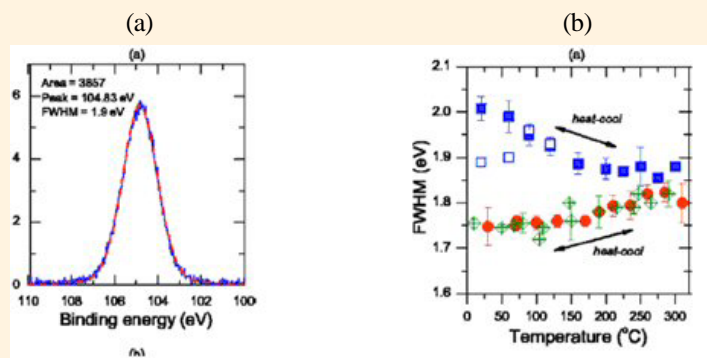 (a)
(b)
(a)
Area = 3857
Peak = 104.83 eV
FWHM = 1.9 eV
6
4
2
0
110 108 106 104 102 100
Binding energy (eV)
(b)
(a)
2.1
2.0
1.9
1.8
1.7
1.6
FWHM (eV)
heat-cool
heat-cool
0 50 100 150 200 250 300
Temperature (°C)